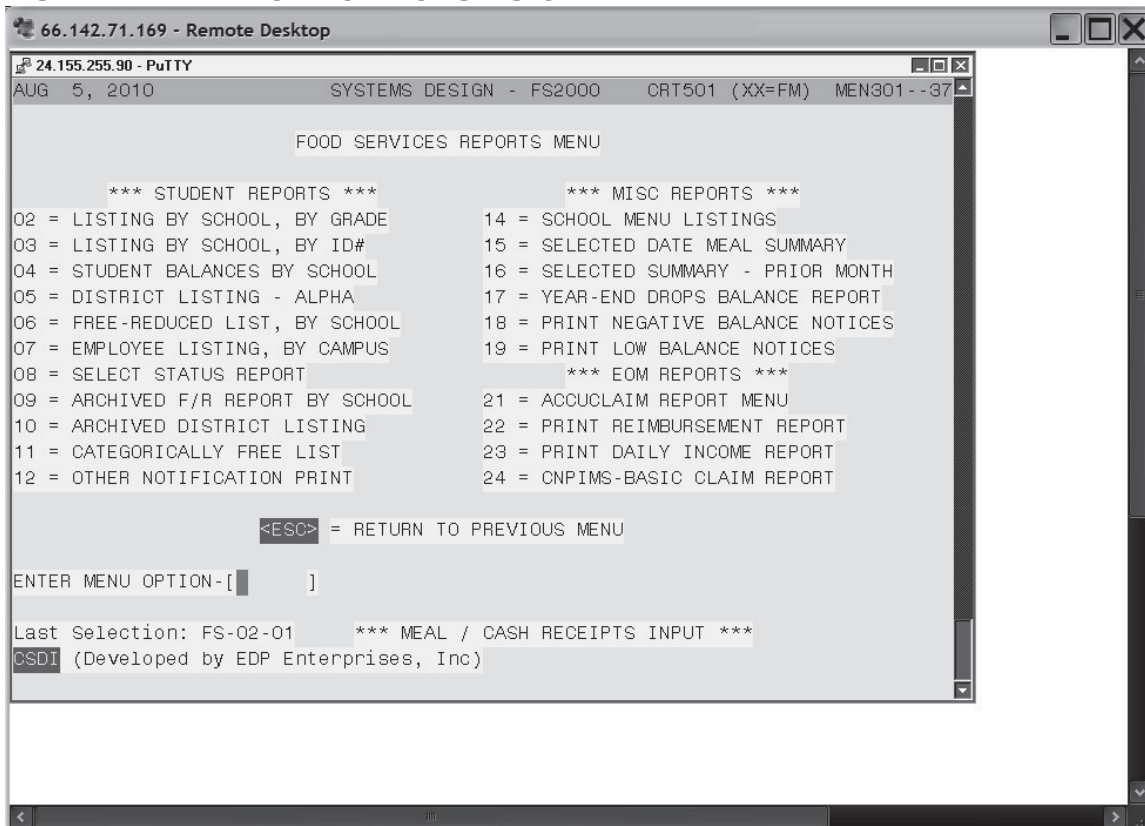 66.142.71.169 - Remote Desktop
24.155.255.90 - PuTTY
AUG 5, 2010 SYSTEMS DESIGN - FS2000 CRT501 (XX=FM) MEN301--37
FOOD SERVICES REPORTS MENU
*** STUDENT REPORTS *** *** MISC REPORTS ***
02 = LISTING BY SCHOOL, BY GRADE 14 = SCHOOL MENU LISTINGS
03 = LISTING BY SCHOOL, BY ID# 15 = SELECTED DATE MEAL SUMMARY
04 = STUDENT BALANCES BY SCHOOL 16 = SELECTED SUMMARY - PRIOR MONTH
05 = DISTRICT LISTING - ALPHA 17 = YEAR-END DROPS BALANCE REPORT
06 = FREE-REDUCED LIST, BY SCHOOL 18 = PRINT NEGATIVE BALANCE NOTICES
07 = EMPLOYEE LISTING, BY CAMPUS 19 = PRINT LOW BALANCE NOTICES
08 = SELECT STATUS REPORT *** EOM REPORTS ***
09 = ARCHIVED F/R REPORT BY SCHOOL 21 = ACCUCLAIM REPORT MENU
10 = ARCHIVED DISTRICT LISTING 22 = PRINT REIMBURSEMENT REPORT
11 = CATEGORICALLY FREE LIST 23 = PRINT DAILY INCOME REPORT
12 = OTHER NOTIFICATION PRINT 24 = CNPIMS-BASIC CLAIM REPORT
<ESC> = RETURN TO PREVIOUS MENU
ENTER MENU OPTION-[ ]
Last Selection: FS-02-01 *** MEAL / CASH RECEIPTS INPUT ***
CSDI (Developed by EDP Enterprises, Inc)